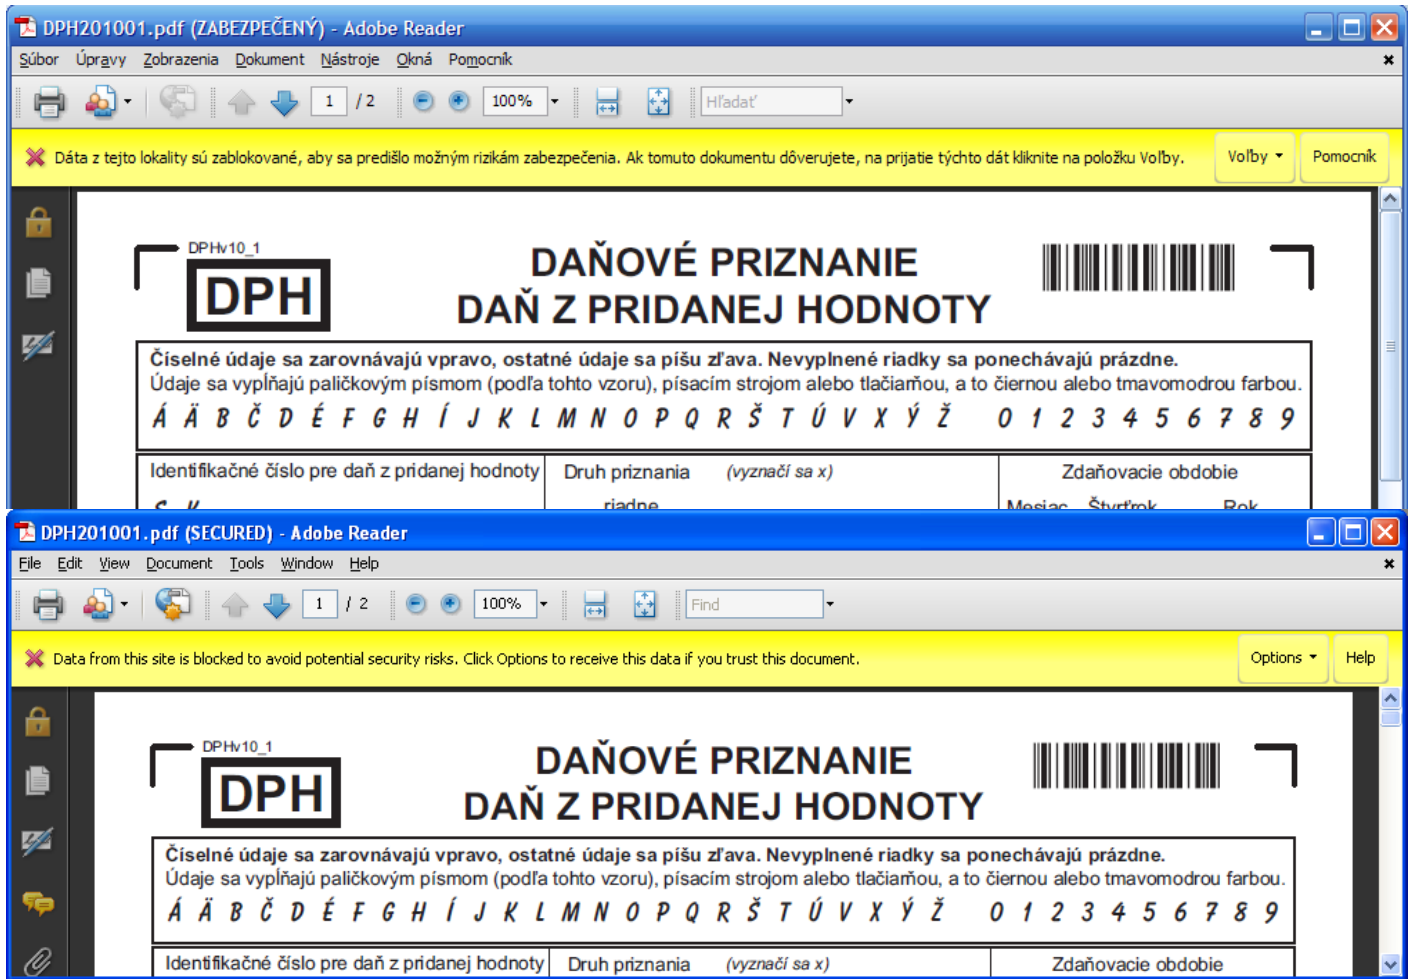 DPH201001.pdf (ZABEZPEČENÝ) - Adobe Reader
Súbor Úpravy Zobrazenia Dokument Nástroje Okná Pomocník
1 / 2 100% Hľadať
Dáta z tejto lokality sú zablokované, aby sa predišlo možným rizikám zabezpečenia. Ak tomuto dokumentu dôverujete, na prijatie týchto dát kliknite na položku Voľby. Voľby Pomocník
DPHv10_1
DPH
DAŇOVÉ PRIZNANIE
DAŇ Z PRIDANEJ HODNOTY
Číselné údaje sa zarovnávajú vpravo, ostatné údaje sa píšu zľava. Nevyplnené riadky sa ponechávajú prázdne.
Údaje sa vypĺňajú paličkovým písmom (podľa tohto vzoru), písacím strojom alebo tlačiarňou, a to čiernou alebo tmavomodrou farbou.
Á Ä B Č D É F G H Í J K L M N O P Q R Š T Ú V X Ý Ž 0 1 2 3 4 5 6 7 8 9
Identifikačné číslo pre daň z pridanej hodnoty Druh priznania (vyznačí sa x) Zdaňovacie obdobie
S K riadne Mesiac Štvrťrok Rok
DPH201001.pdf (SECURED) - Adobe Reader
File Edit View Document Tools Window Help
1 / 2 100% Find
Data from this site is blocked to avoid potential security risks. Click Options to receive this data if you trust this document. Options Help
DPHv10_1
DPH
DAŇOVÉ PRIZNANIE
DAŇ Z PRIDANEJ HODNOTY
Číselné údaje sa zarovnávajú vpravo, ostatné údaje sa píšu zľava. Nevyplnené riadky sa ponechávajú prázdne.
Údaje sa vypĺňajú paličkovým písmom (podľa tohto vzoru), písacím strojom alebo tlačiarňou, a to čiernou alebo tmavomodrou farbou.
Á Ä B Č D É F G H Í J K L M N O P Q R Š T Ú V X Ý Ž 0 1 2 3 4 5 6 7 8 9
Identifikačné číslo pre daň z pridanej hodnoty Druh priznania (vyznačí sa x) Zdaňovacie obdobie